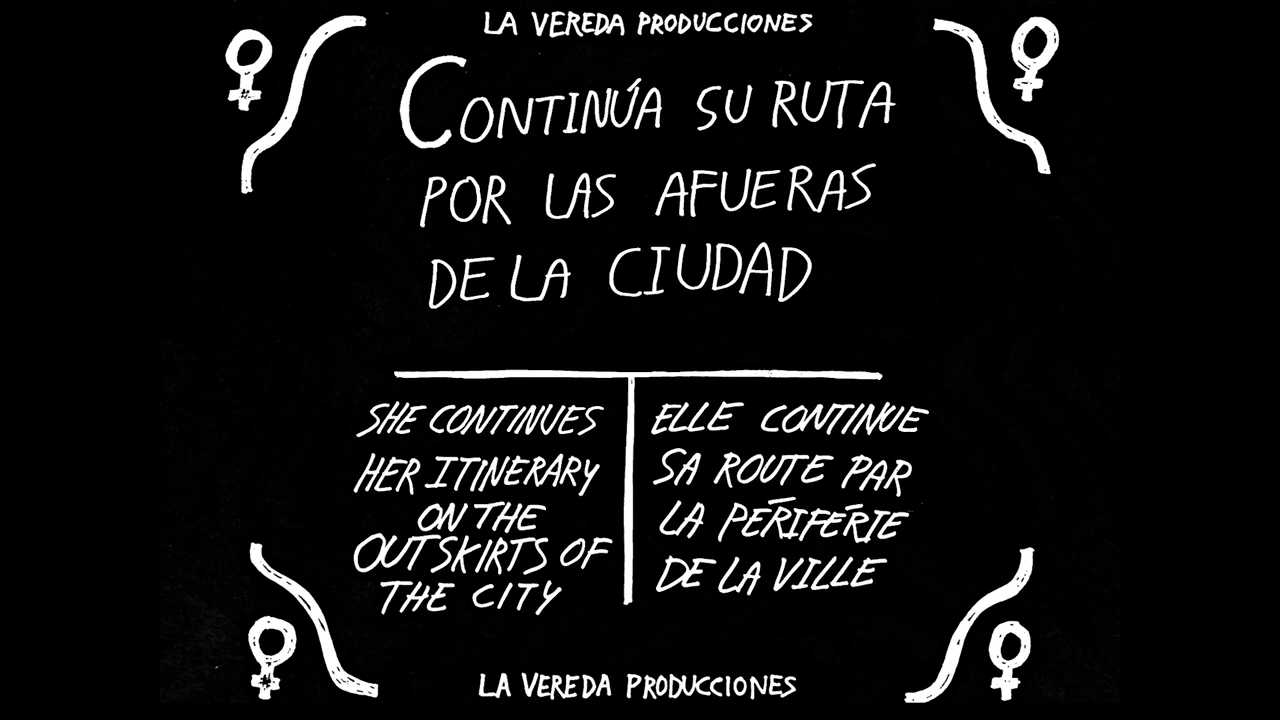 LA VEREDA PRODUCCIONES
CONTINÚA SU RUTA
POR LAS AFUERAS
DE LA CIUDAD
SHE CONTINUES
HER ITINERARY
ON THE
OUTSKIRTS OF
THE CITY
ELLE CONTINUE
SA ROUTE PAR
LA PÉRIFÉRIE
DE LA VILLE
LA VEREDA PRODUCCIONES